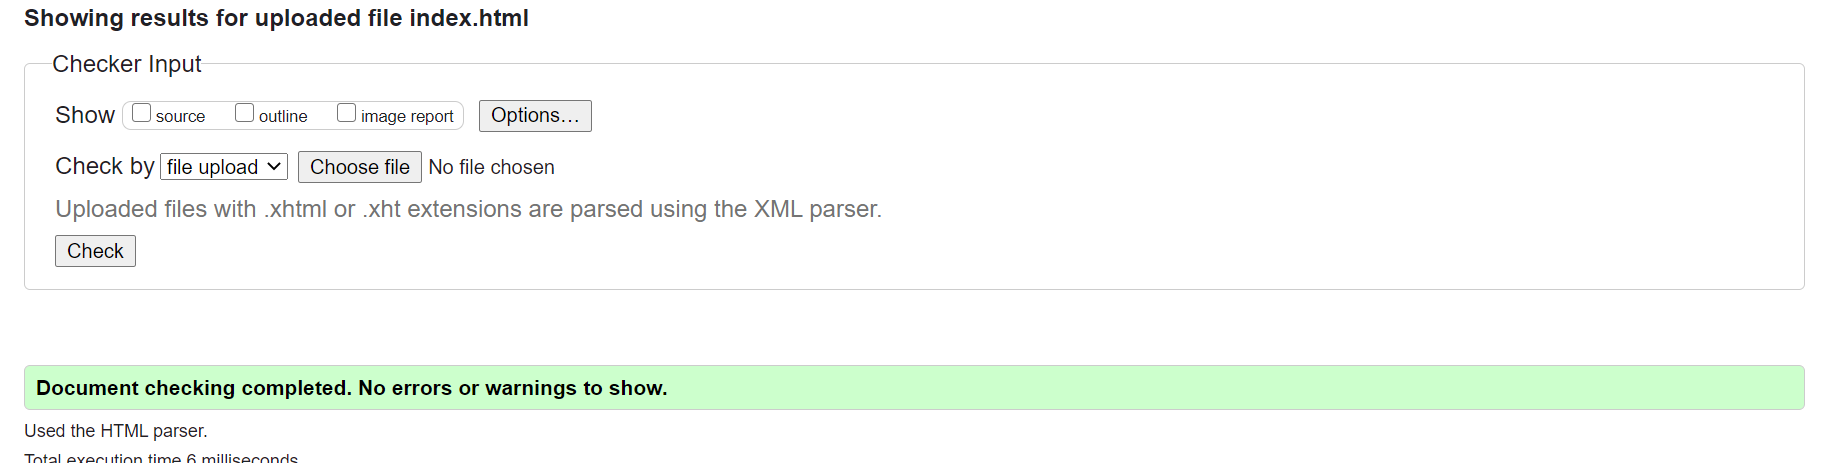 Showing results for uploaded file index.html
Checker Input
Show source outline image report Options...
Check by file upload Choose file No file chosen
Uploaded files with .xhtml or .xht extensions are parsed using the XML parser.
Check
Document checking completed. No errors or warnings to show.
Used the HTML parser.
Total execution time 6 milliseconds.